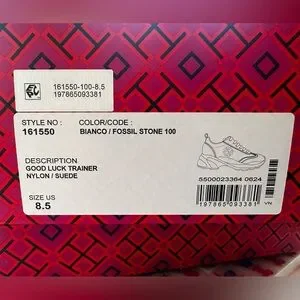 161550-100-8.5
197865093381
STYLE NO :
COLOR/CODE :
161550
BIANCO / FOSSIL STONE 100
DESCRIPTION
GOOD LUCK TRAINER
NYLON / SUEDE
5500023364 0624
SIZE US
8.5
197865093381
VN